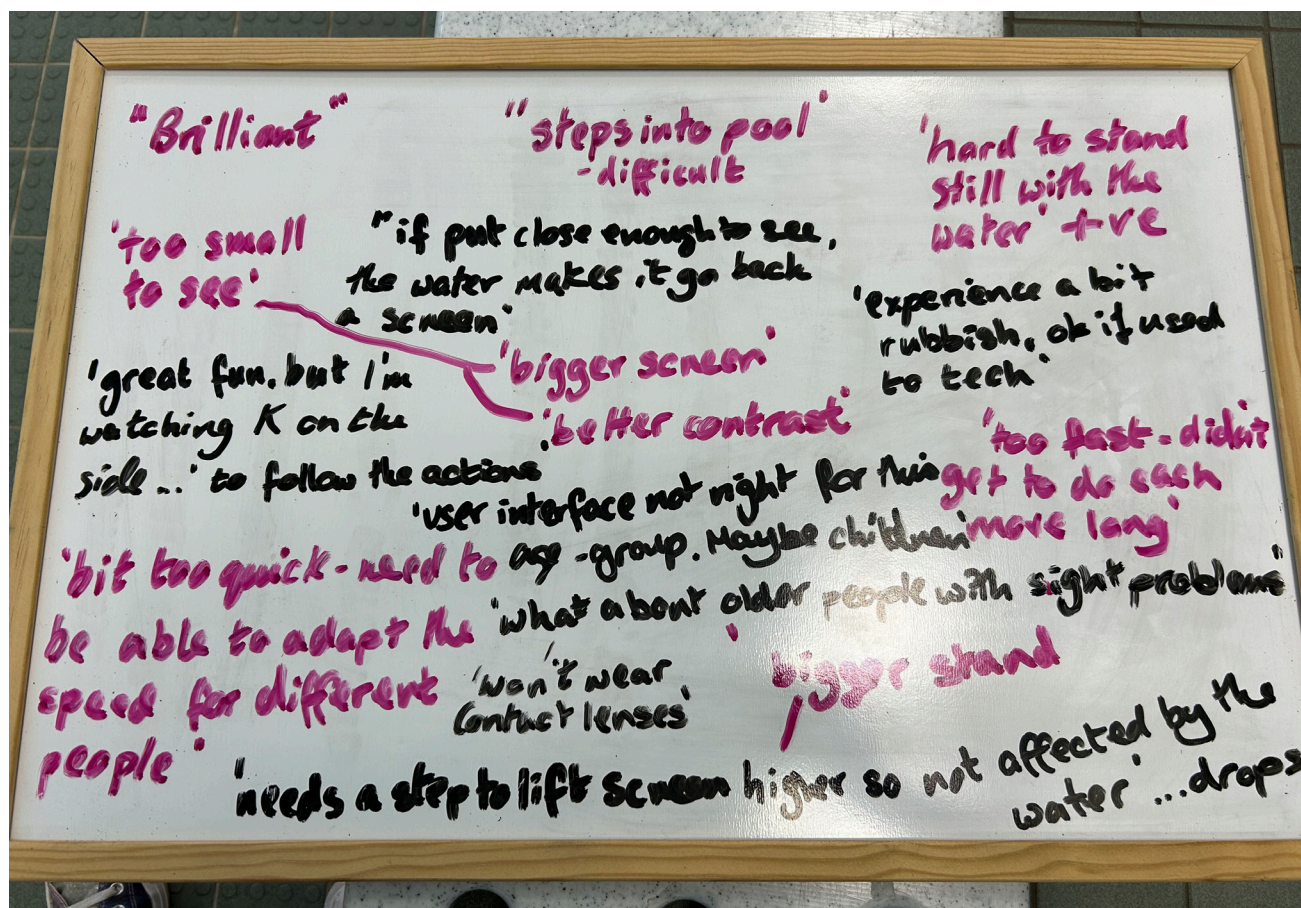 "Brilliant"
"steps into pool'
-difficult
'hard to stand
still with the
water' +ve
'too small
to see'
"if put close enough to see,
the water makes it go back
a screen'
'experience a bit
rubbish, ok if used
to tech'
'bigger screen'
'better contrast'
'great fun, but I'm
watching K on the
side...' to follow the actions
'too fast - didn't
get to do each
more lang'
'user interface not right for this
age-group. Maybe children'
'bit too quick - need to
be able to adapt the
speed for different
people'
'what about older people with sight problems"
'won't wear
contact lenses'
'bigger stand
'needs a step to lift screen higher so not affected by the
water' ...drops